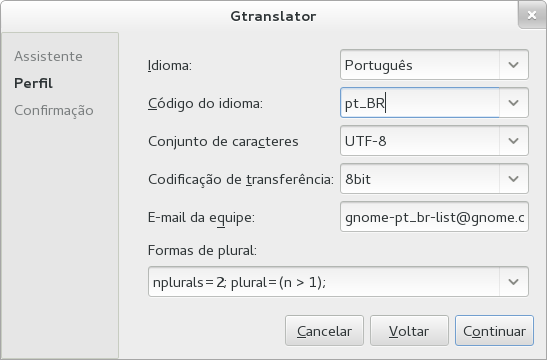 Gtranslator
Assistente
Perfil
Confirmação
Idioma: Português
Código do idioma: pt_BR
Conjunto de caracteres UTF-8
Codificação de transferência: 8bit
E-mail da equipe: gnome-pt_br-list@gnome.c
Formas de plural:
nplurals=2; plural=(n > 1);
Cancelar Voltar Continuar